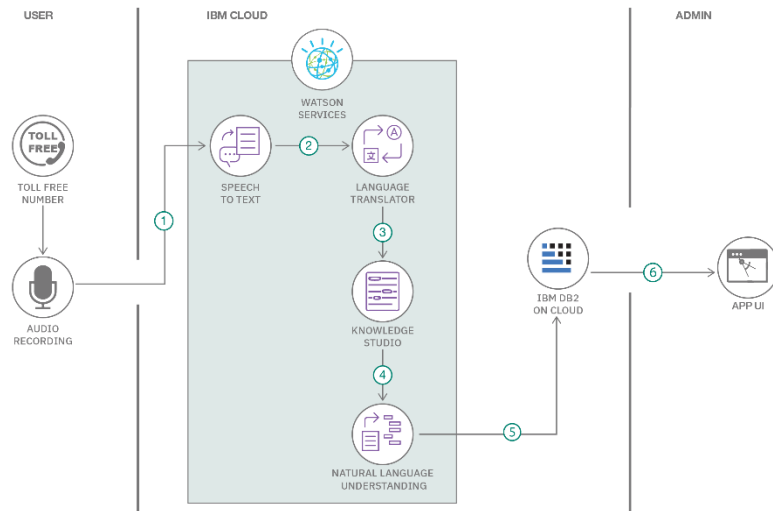 USER
IBM CLOUD
ADMIN
WATSON
SERVICES
TOLL
FREE
TOLL FREE
NUMBER
1
SPEECH
TO TEXT
2
A
文
LANGUAGE
TRANSLATOR
3
AUDIO
RECORDING
KNOWLEDGE
STUDIO
4
NATURAL LANGUAGE
UNDERSTANDING
5
IBM DB2
ON CLOUD
6
APP UI